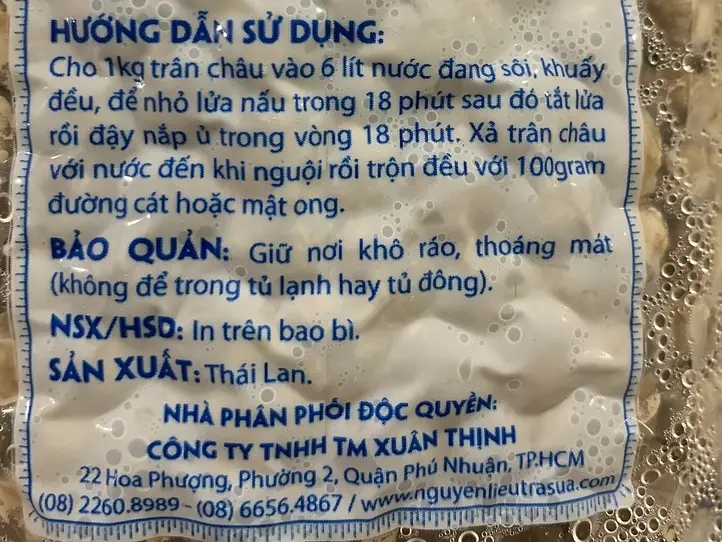 HƯỚNG DẪN SỬ DỤNG:
Cho 1kg trân châu vào 6 lít nước đang sôi, khuấy
đều, để nhỏ lửa nấu trong 18 phút sau đó tắt lửa
rồi đậy nắp ủ trong vòng 18 phút. Xả trân châu
với nước đến khi nguội rồi trộn đều với 100gram
đường cát hoặc mật ong.
BẢO QUẢN: Giữ nơi khô ráo, thoáng mát
(không để trong tủ lạnh hay tủ đông).
NSX/HSD: In trên bao bì.
SẢN XUẤT: Thái Lan.
NHÀ PHÂN PHỐI ĐỘC QUYỀN:
CÔNG TY TNHH TM XUÂN THỊNH
22 Hoa Phượng, Phường 2, Quận Phú Nhuận, TP.HCM
(08) 2260.8989 - (08) 6656.4867 / www.nguyenlieutrasua.com